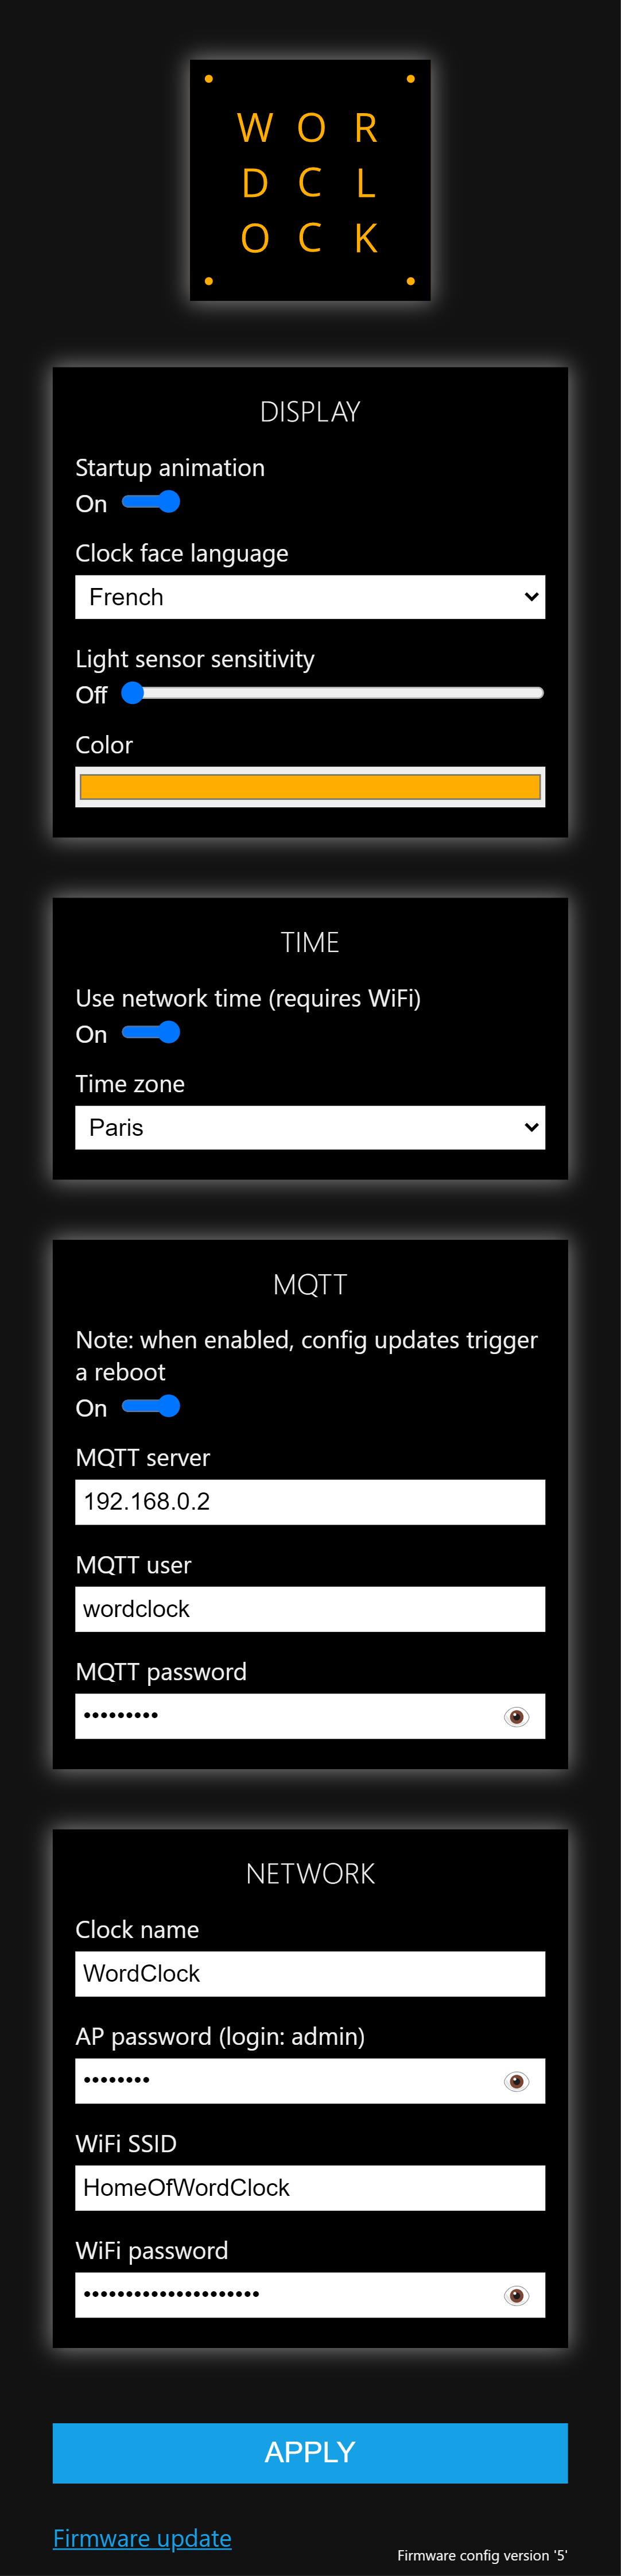 W O R
D C L
O C K
DISPLAY
Startup animation
On
Clock face language
French
Light sensor sensitivity
Off
Color
TIME
Use network time (requires WiFi)
On
Time zone
Paris
MQTT
Note: when enabled, config updates trigger
a reboot
On
MQTT server
192.168.0.2
MQTT user
wordclock
MQTT password
•••••••••
NETWORK
Clock name
WordClock
AP password (login: admin)
••••••••
WiFi SSID
HomeOfWordClock
WiFi password
•••••••••••••••••••••
APPLY
Firmware update
Firmware config version '5'